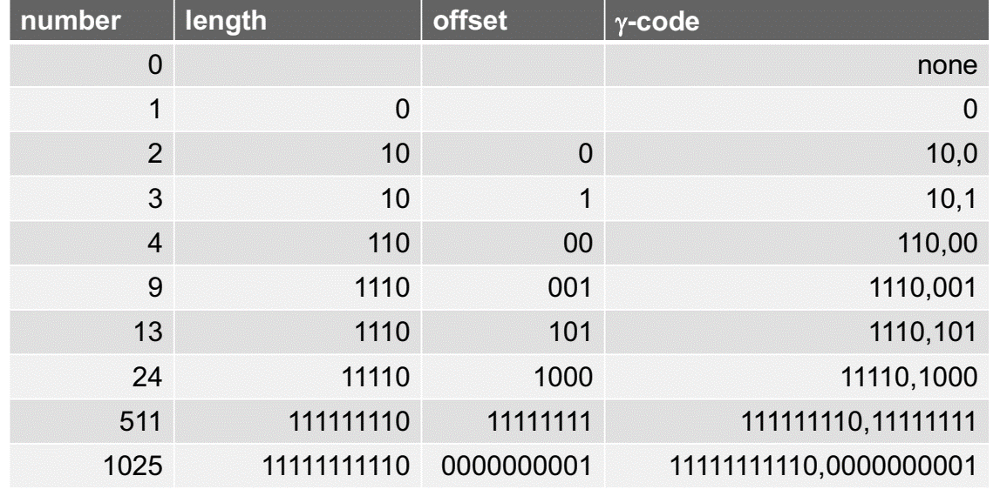 number length offset γ-code
0 none
1 0 0
2 10 0 10,0
3 10 1 10,1
4 110 00 110,00
9 1110 001 1110,001
13 1110 101 1110,101
24 11110 1000 11110,1000
511 111111110 11111111 111111110,11111111
1025 11111111110 0000000001 11111111110,0000000001